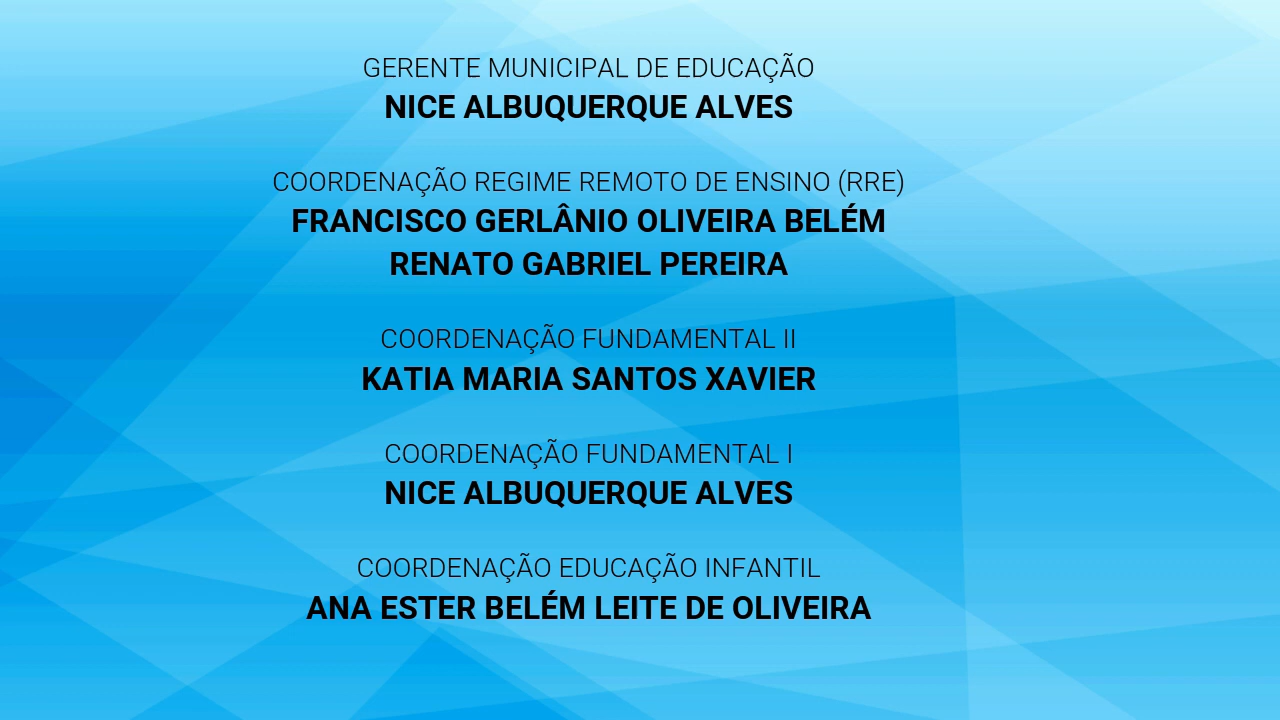 GERENTE MUNICIPAL DE EDUCAÇÃO
NICE ALBUQUERQUE ALVES
COORDENAÇÃO REGIME REMOTO DE ENSINO (RRE)
FRANCISCO GERLÂNIO OLIVEIRA BELÉM
RENATO GABRIEL PEREIRA
COORDENAÇÃO FUNDAMENTAL II
KATIA MARIA SANTOS XAVIER
COORDENAÇÃO FUNDAMENTAL I
NICE ALBUQUERQUE ALVES
COORDENAÇÃO EDUCAÇÃO INFANTIL
ANA ESTER BELÉM LEITE DE OLIVEIRA